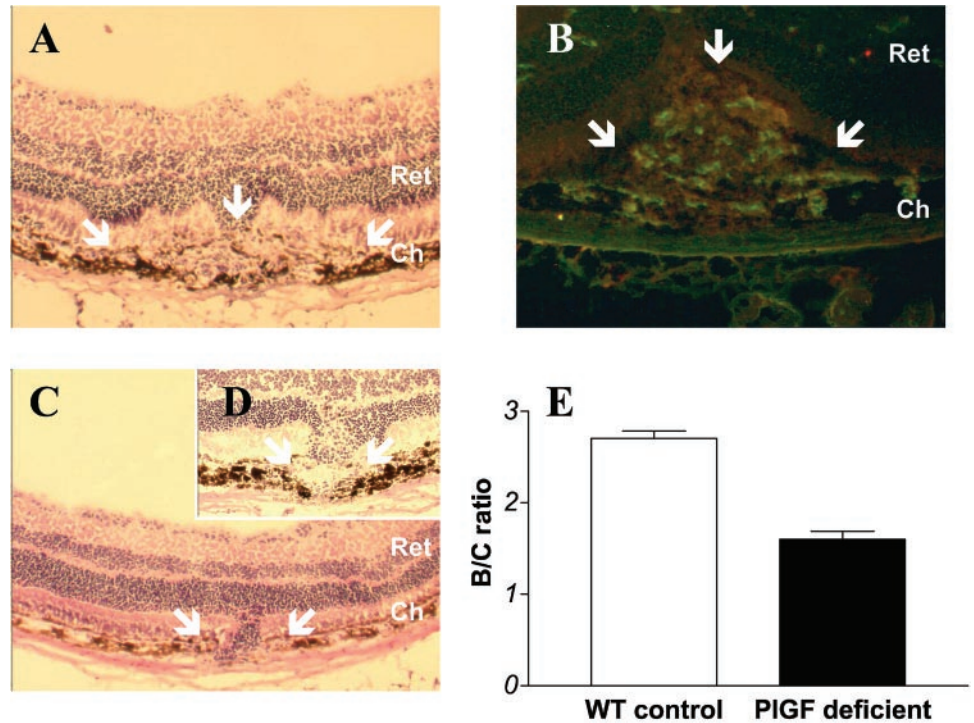 A
Ret
Ch
B
Ret
Ch
C
D
Ret
Ch
E
3
2
1
0
B/C ratio
WT control
PlGF deficient